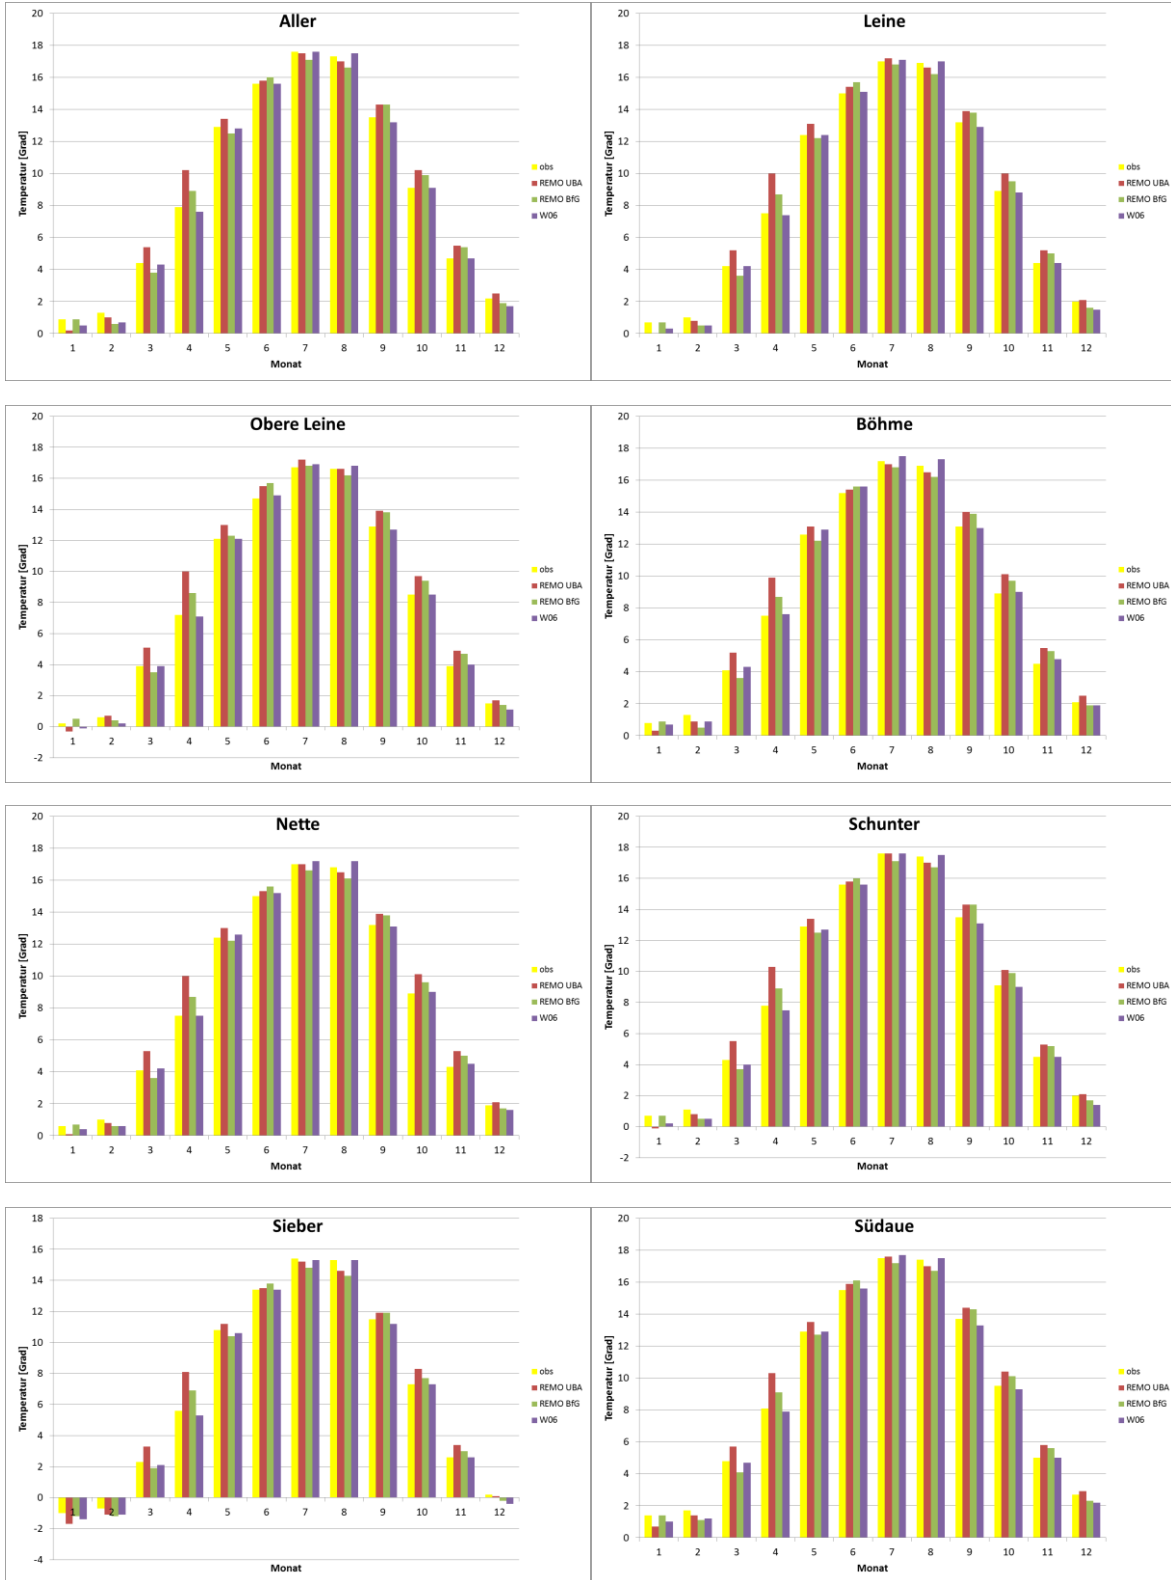 Aller
Temperatur [Grad]
20
18
16
14
12
10
8
6
4
2
0
1 2 3 4 5 6 7 8 9 10 11 12
Monat
obs
REMO UBA
REMO BfG
W06
Leine
Temperatur [Grad]
20
18
16
14
12
10
8
6
4
2
0
1 2 3 4 5 6 7 8 9 10 11 12
Monat
obs
REMO UBA
REMO BfG
W06
Obere Leine
Temperatur [Grad]
20
18
16
14
12
10
8
6
4
2
0
-2
1 2 3 4 5 6 7 8 9 10 11 12
Monat
obs
REMO UBA
REMO BfG
W06
Böhme
Temperatur [Grad]
20
18
16
14
12
10
8
6
4
2
0
1 2 3 4 5 6 7 8 9 10 11 12
Monat
obs
REMO UBA
REMO BfG
W06
Nette
Temperatur [Grad]
20
18
16
14
12
10
8
6
4
2
0
1 2 3 4 5 6 7 8 9 10 11 12
Monat
obs
REMO UBA
REMO BfG
W06
Schunter
Temperatur [Grad]
20
18
16
14
12
10
8
6
4
2
0
-2
1 2 3 4 5 6 7 8 9 10 11 12
Monat
obs
REMO UBA
REMO BfG
W06
Sieber
Temperatur [Grad]
18
16
14
12
10
8
6
4
2
0
-2
-4
1 2 3 4 5 6 7 8 9 10 11 12
Monat
obs
REMO UBA
REMO BfG
W06
Südaue
Temperatur [Grad]
20
18
16
14
12
10
8
6
4
2
0
1 2 3 4 5 6 7 8 9 10 11 12
Monat
obs
REMO UBA
REMO BfG
W06